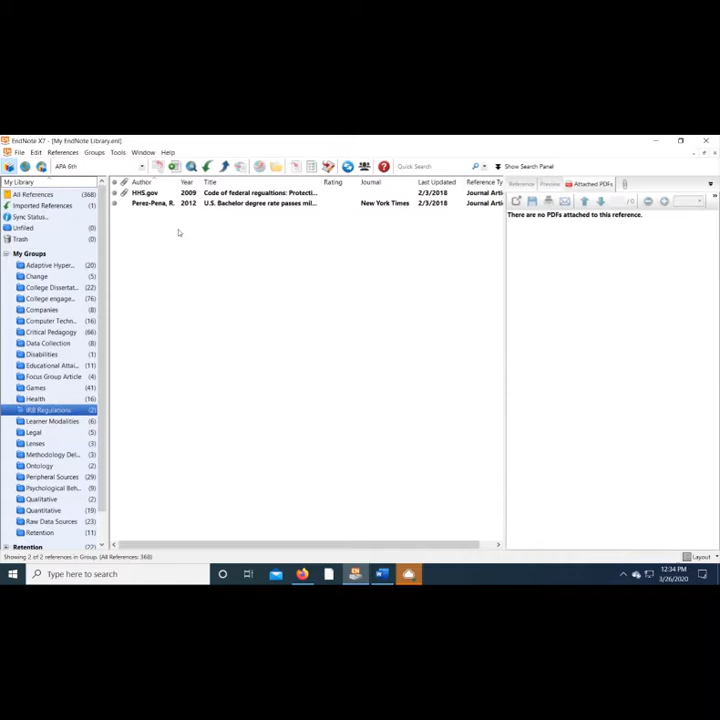 EndNote X7 - [My EndNote Library.enl]
File Edit References Groups Tools Window Help
APA 6th Quick Search Show Search Panel
My Library
All References (368)
Imported References (1)
Sync Status...
Unfiled (0)
Trash (0)
My Groups
Adaptive Hyper... (20)
Change (3)
College Dissertat... (22)
College engage... (76)
Companies (8)
Computer Techn... (16)
Critical Pedagogy (66)
Data Collection (8)
Disabilities (1)
Educational Attai... (11)
Focus Group Article (4)
Games (41)
Health (16)
IRB Regulations (2)
Learner Modalities (6)
Legal (5)
Lenses (3)
Methodology Del... (3)
Ontology (2)
Peripheral Sources (29)
Psychological Beh... (9)
Qualitative (2)
Quantitative (19)
Raw Data Sources (23)
Retention (11)
Retention (22)
Author Year Title Rating Journal Last Updated Reference Ty
HHS.gov 2009 Code of federal regualtions: Protecti... 2/3/2018 Journal Arti
Perez-Pena, R. 2012 U.S. Bachelor degree rate passes mil... New York Times 2/3/2018 Journal Arti
Reference Preview Attached PDFs
/ 0
There are no PDFs attached to this reference.
Showing 2 of 2 references in Group. (All References: 368)
Layout
Type here to search
12:34 PM
3/26/2020